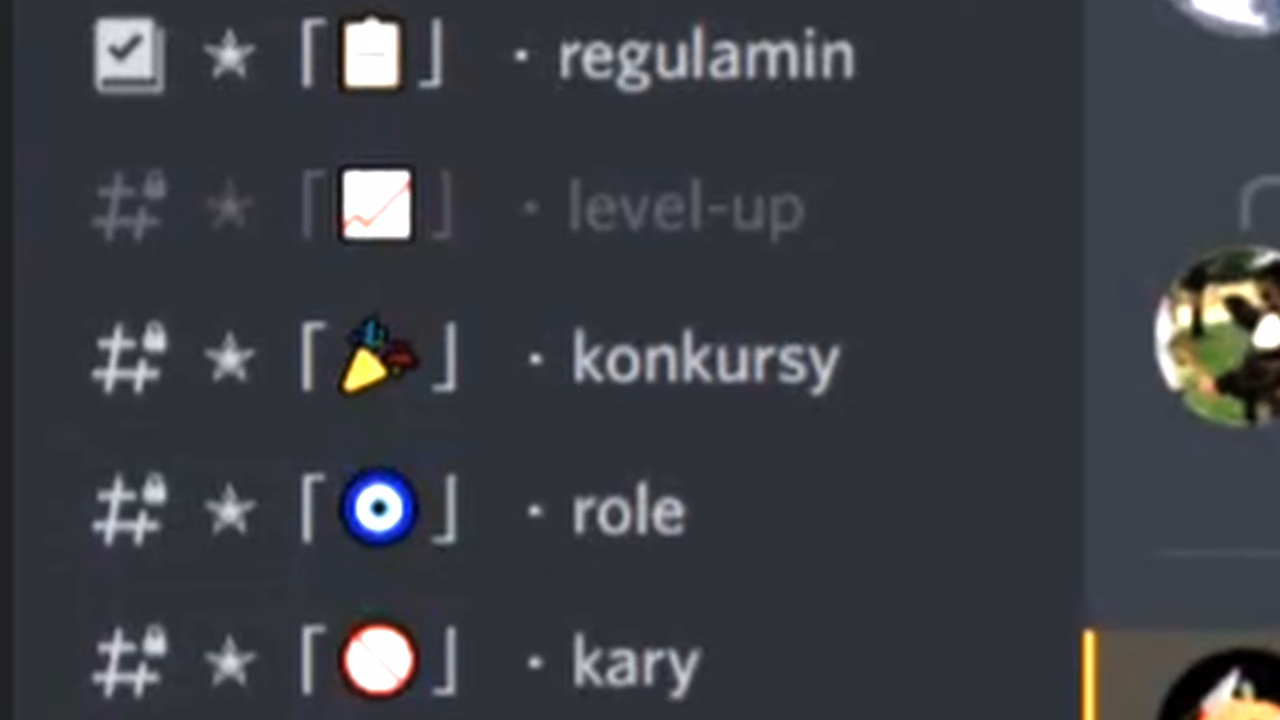 ★「📋」 · regulamin
★「📈」 · level-up
★「🎉」 · konkursy
★「🧿」 · role
★「🚫」 · kary